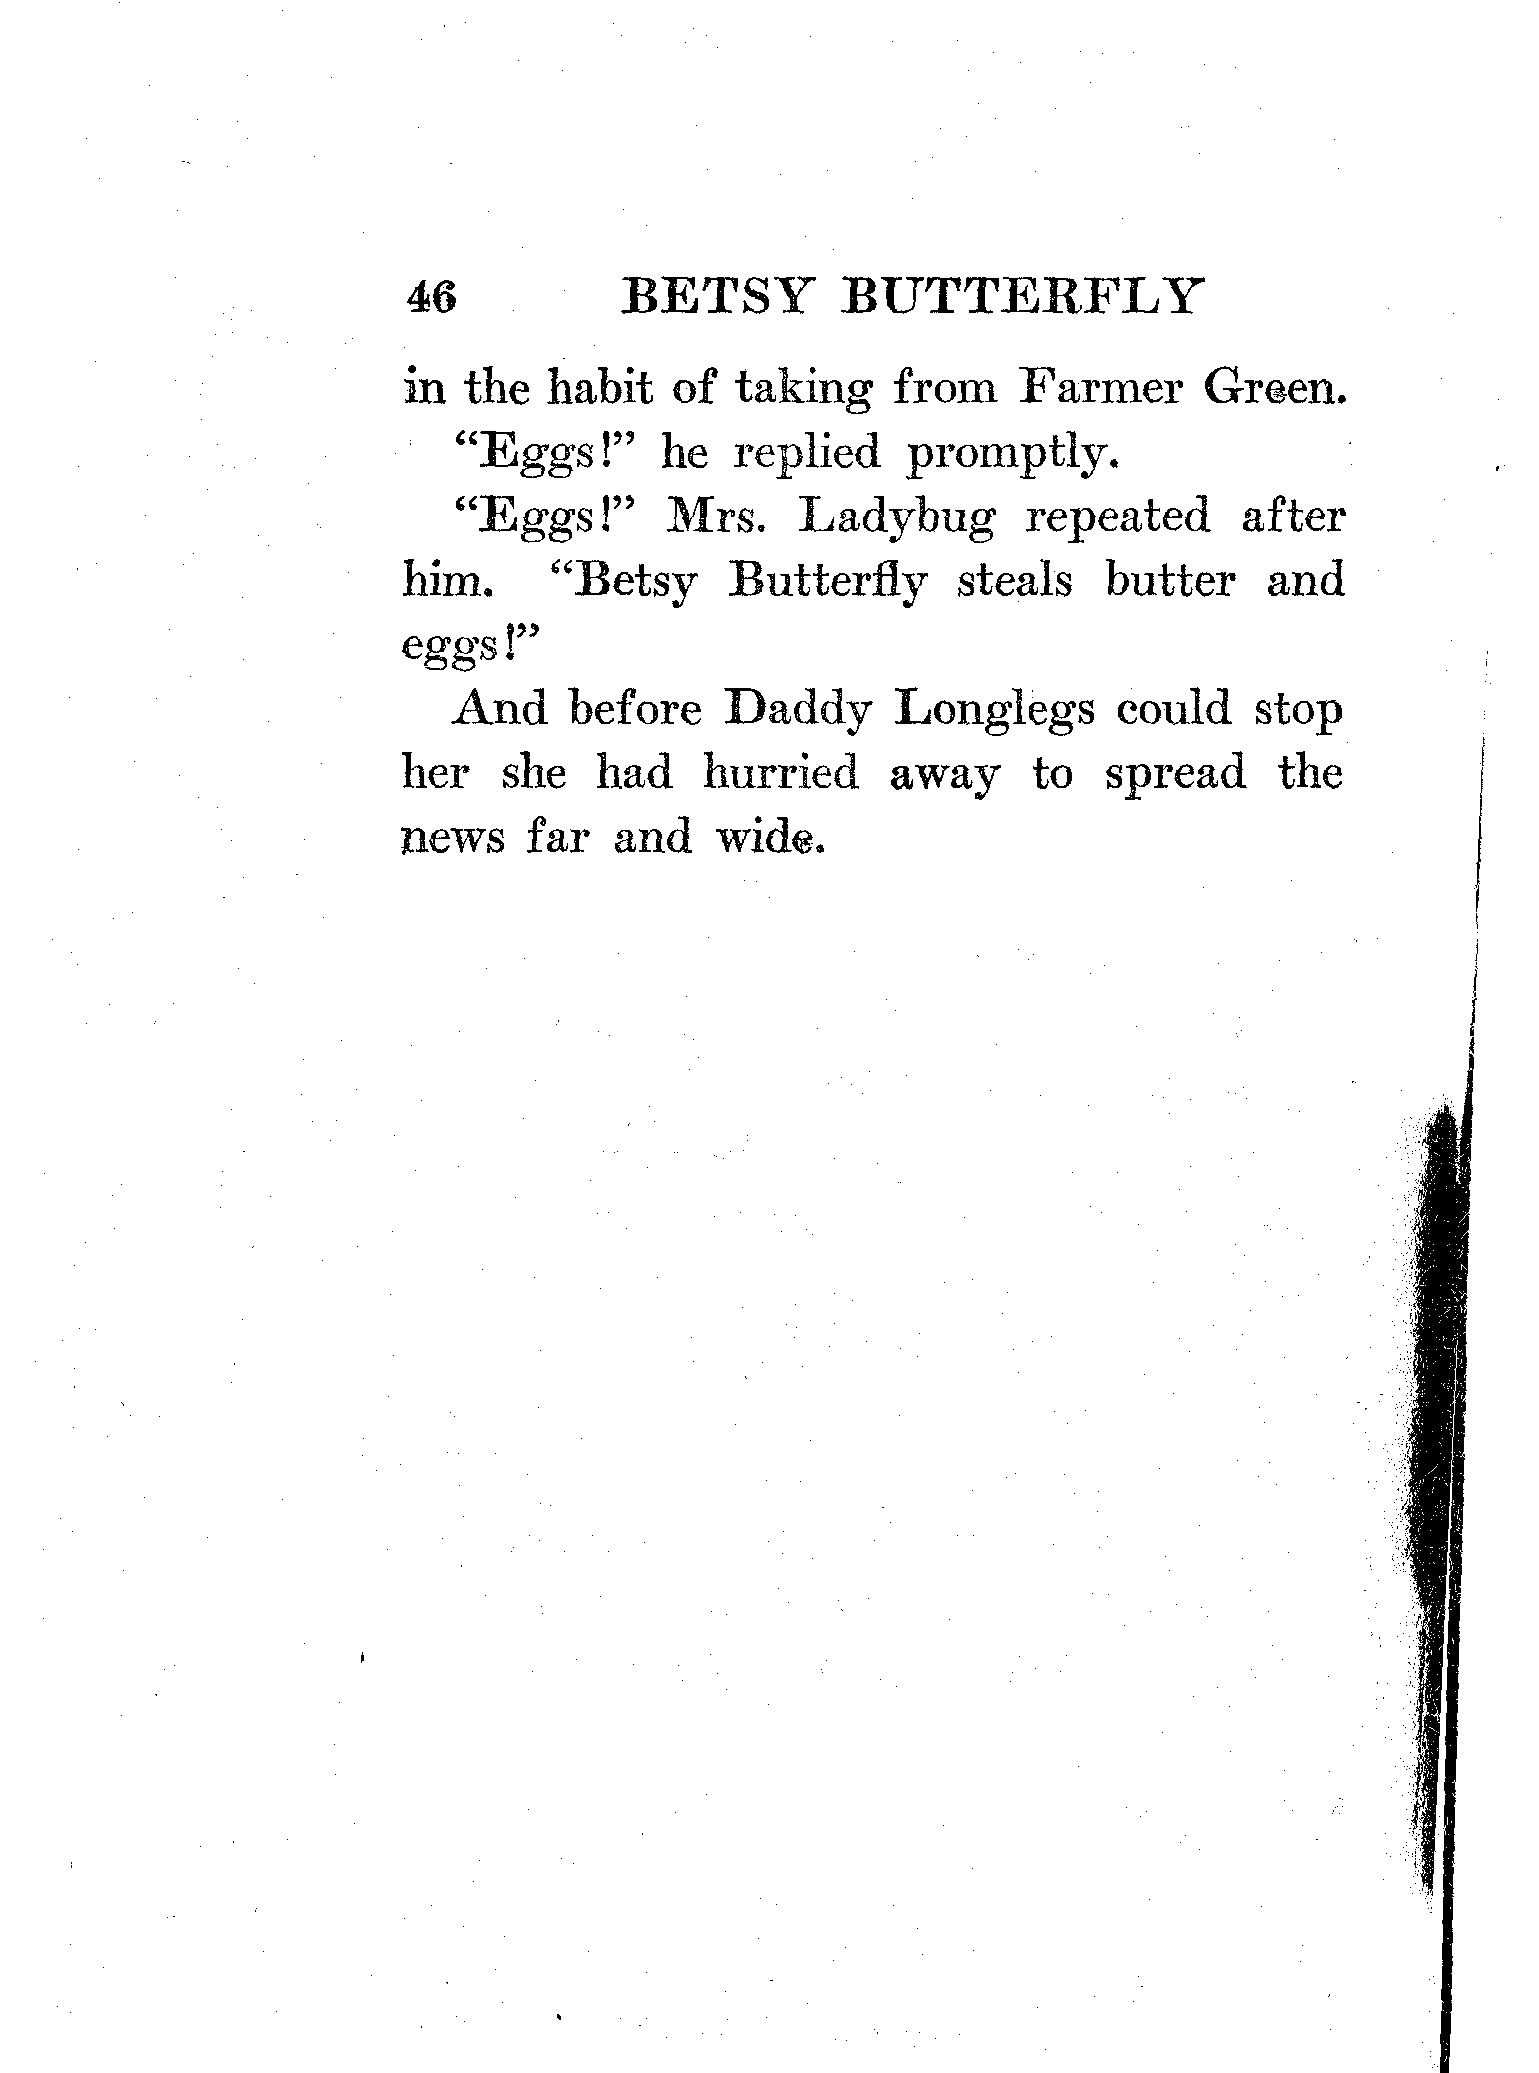 46 BETSY BUTTERFLY
in the habit of taking from Farmer Green.
“Eggs!” he replied promptly.
“Eggs!” Mrs. Ladybug repeated after
him. “Betsy Butterfly steals butter and
eggs!”
And before Daddy Longlegs could stop
her she had hurried away to spread the
news far and wide.